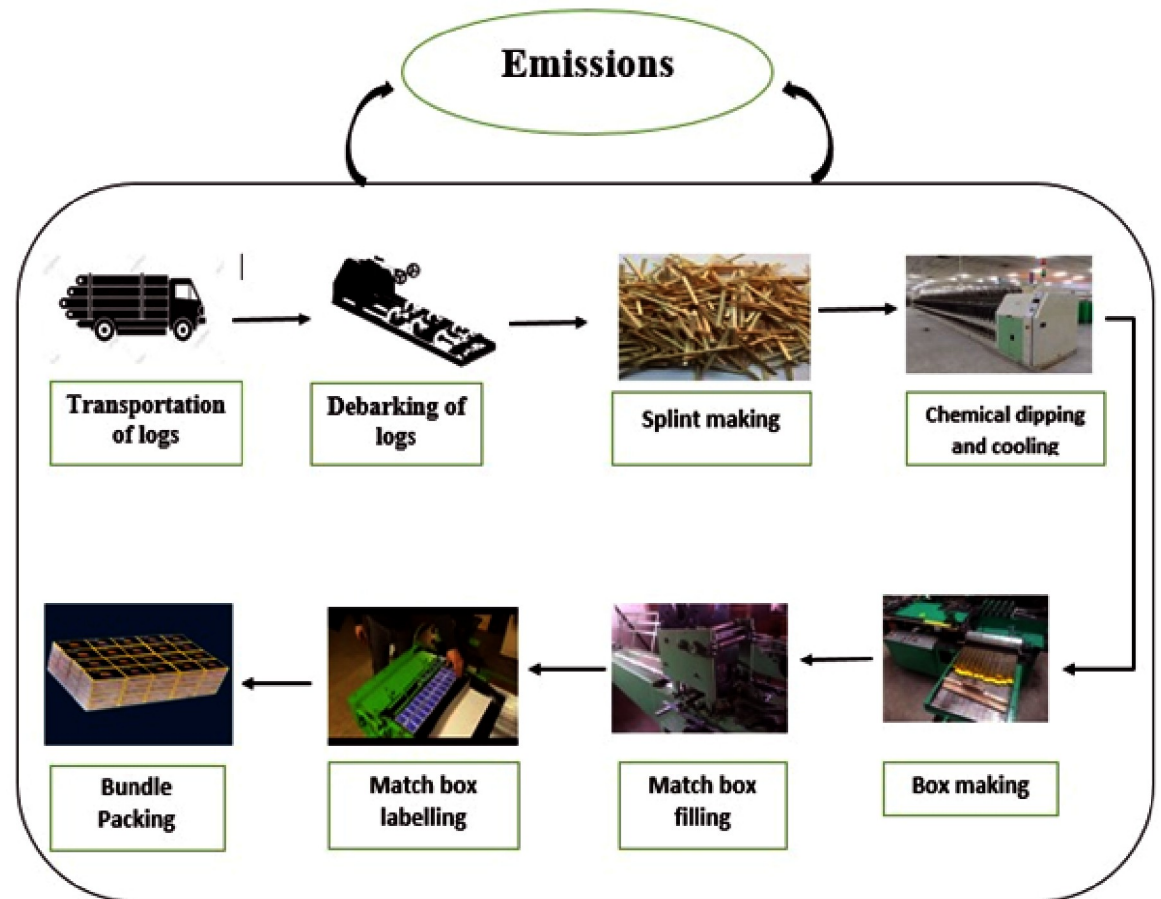 Emissions
Transportation
of logs
Debarking of
logs
Splint making
Chemical dipping
and cooling
Bundle
Packing
Match box
labelling
Match box
filling
Box making